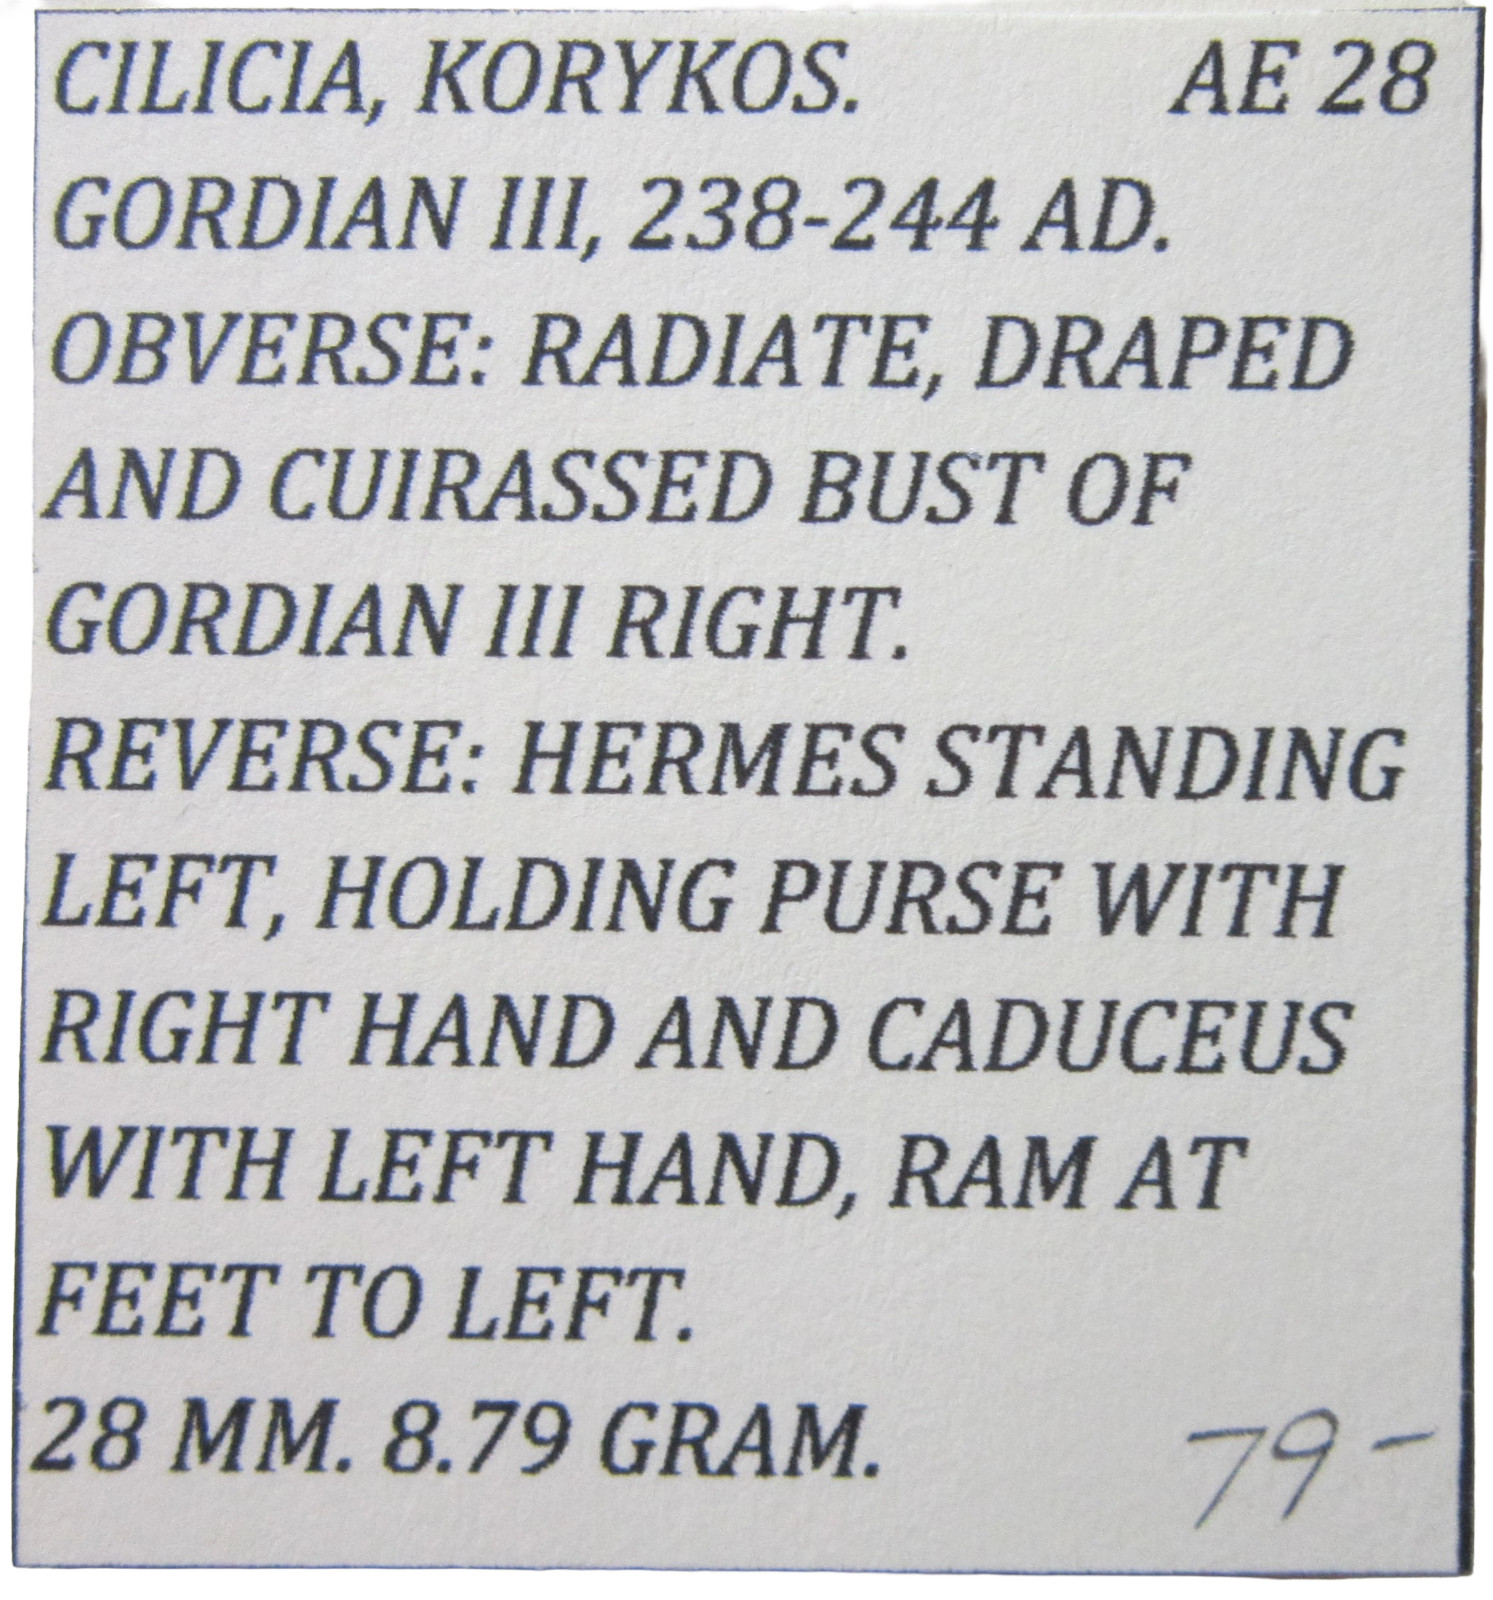 CILICIA, KORYKOS. AE 28
GORDIAN III, 238-244 AD.
OBVERSE: RADIATE, DRAPED
AND CUIRASSED BUST OF
GORDIAN III RIGHT.
REVERSE: HERMES STANDING
LEFT, HOLDING PURSE WITH
RIGHT HAND AND CADUCEUS
WITH LEFT HAND, RAM AT
FEET TO LEFT.
28 MM. 8.79 GRAM. 79-